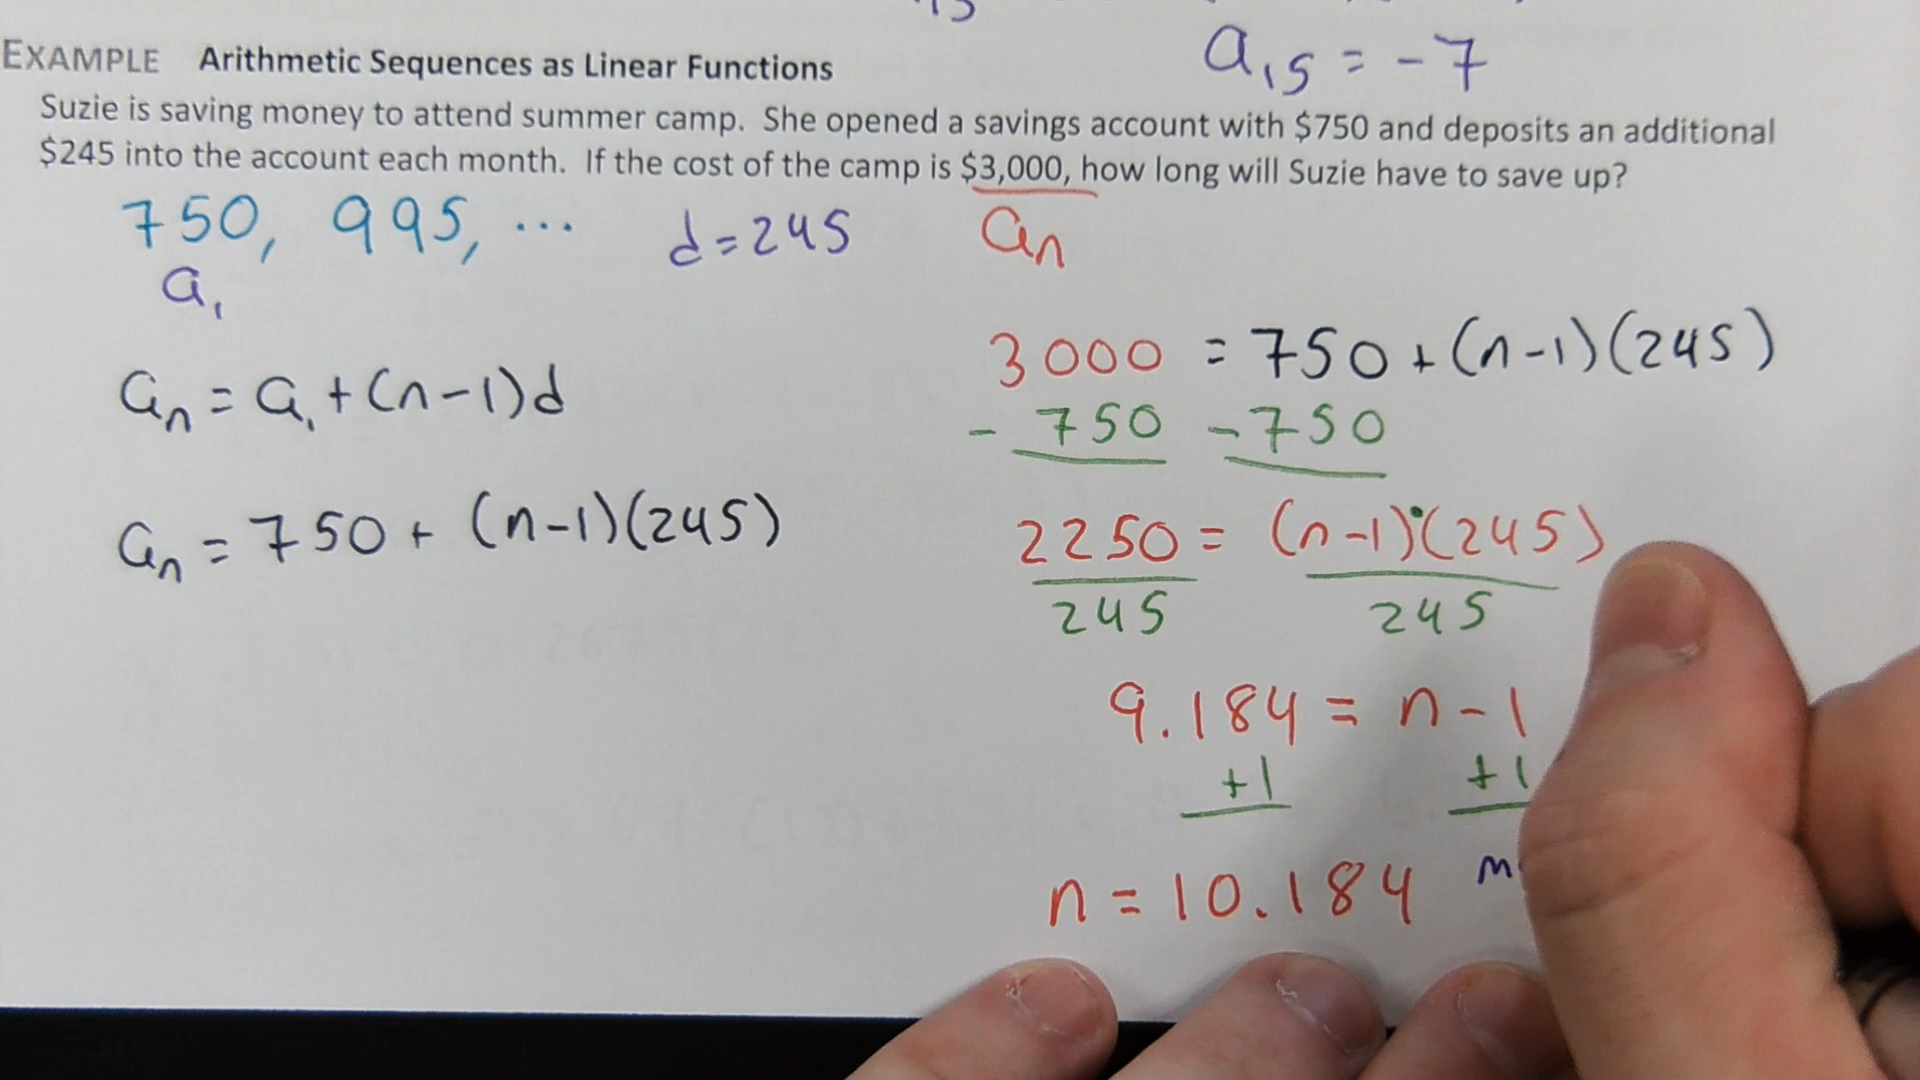 a₁₅ = -7
EXAMPLE Arithmetic Sequences as Linear Functions
Suzie is saving money to attend summer camp. She opened a savings account with $750 and deposits an additional
$245 into the account each month. If the cost of the camp is $3,000, how long will Suzie have to save up?
750, 995, ... d=245 aₙ
a₁
aₙ = a₁ + (n-1)d
aₙ = 750 + (n-1)(245)
3000 = 750 + (n-1)(245)
- 750 -750
2250 = (n-1)·(245)
245 245
9.184 = n-1
+1 +1
n = 10.184